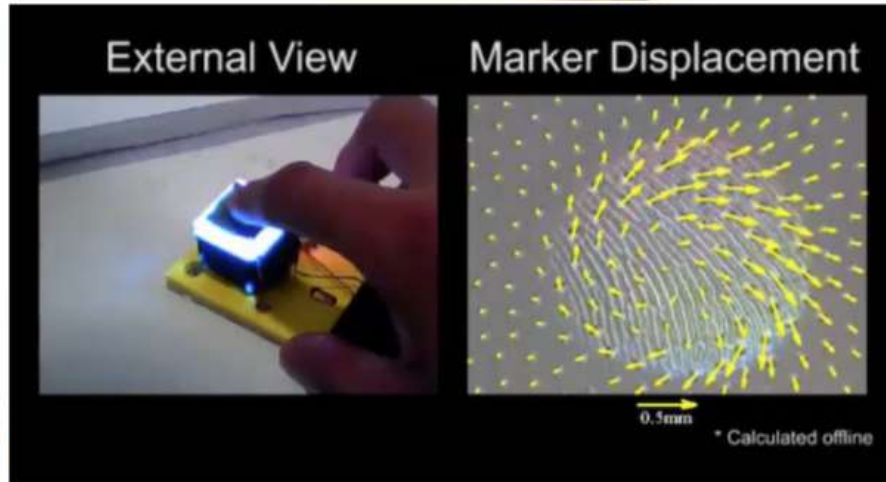 External View
Marker Displacement
0.5mm
* Calculated offline